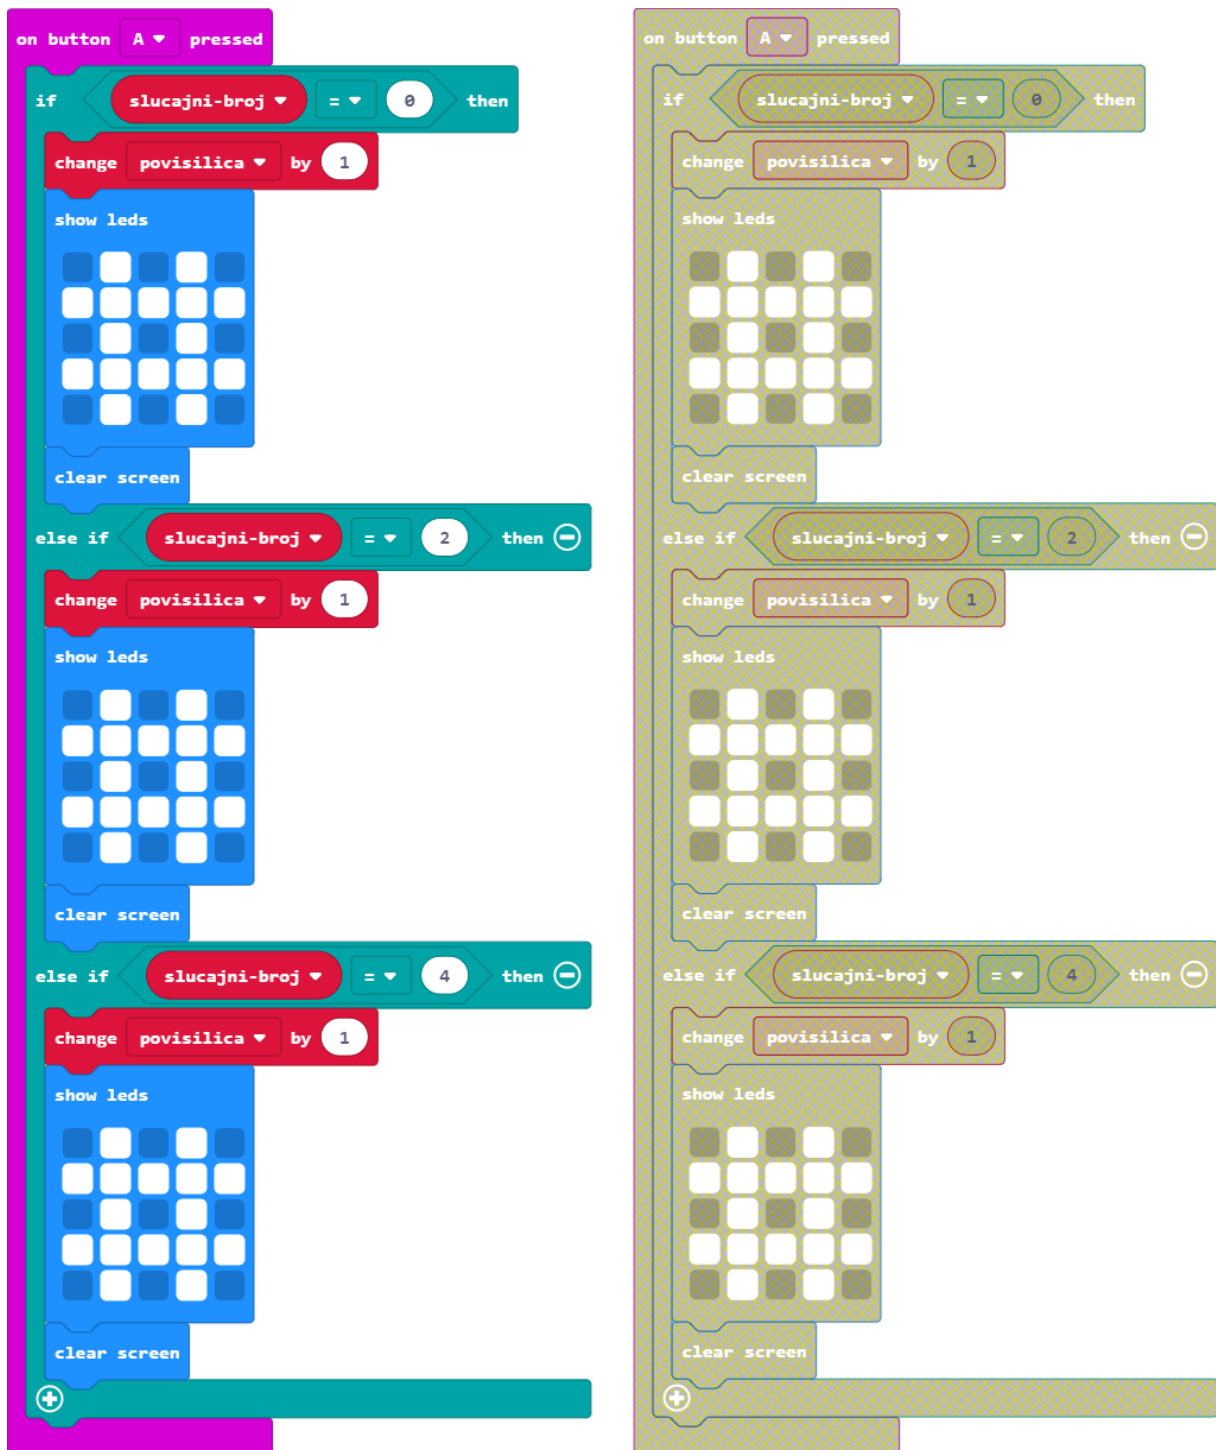 on button A pressed
if slucajni-broj = 0 then
change povisilica by 1
show leds
clear screen
else if slucajni-broj = 2 then
change povisilica by 1
show leds
clear screen
else if slucajni-broj = 4 then
change povisilica by 1
show leds
clear screen
on button A pressed
if slucajni-broj = 0 then
change povisilica by 1
show leds
clear screen
else if slucajni-broj = 2 then
change povisilica by 1
show leds
clear screen
else if slucajni-broj = 4 then
change povisilica by 1
show leds
clear screen